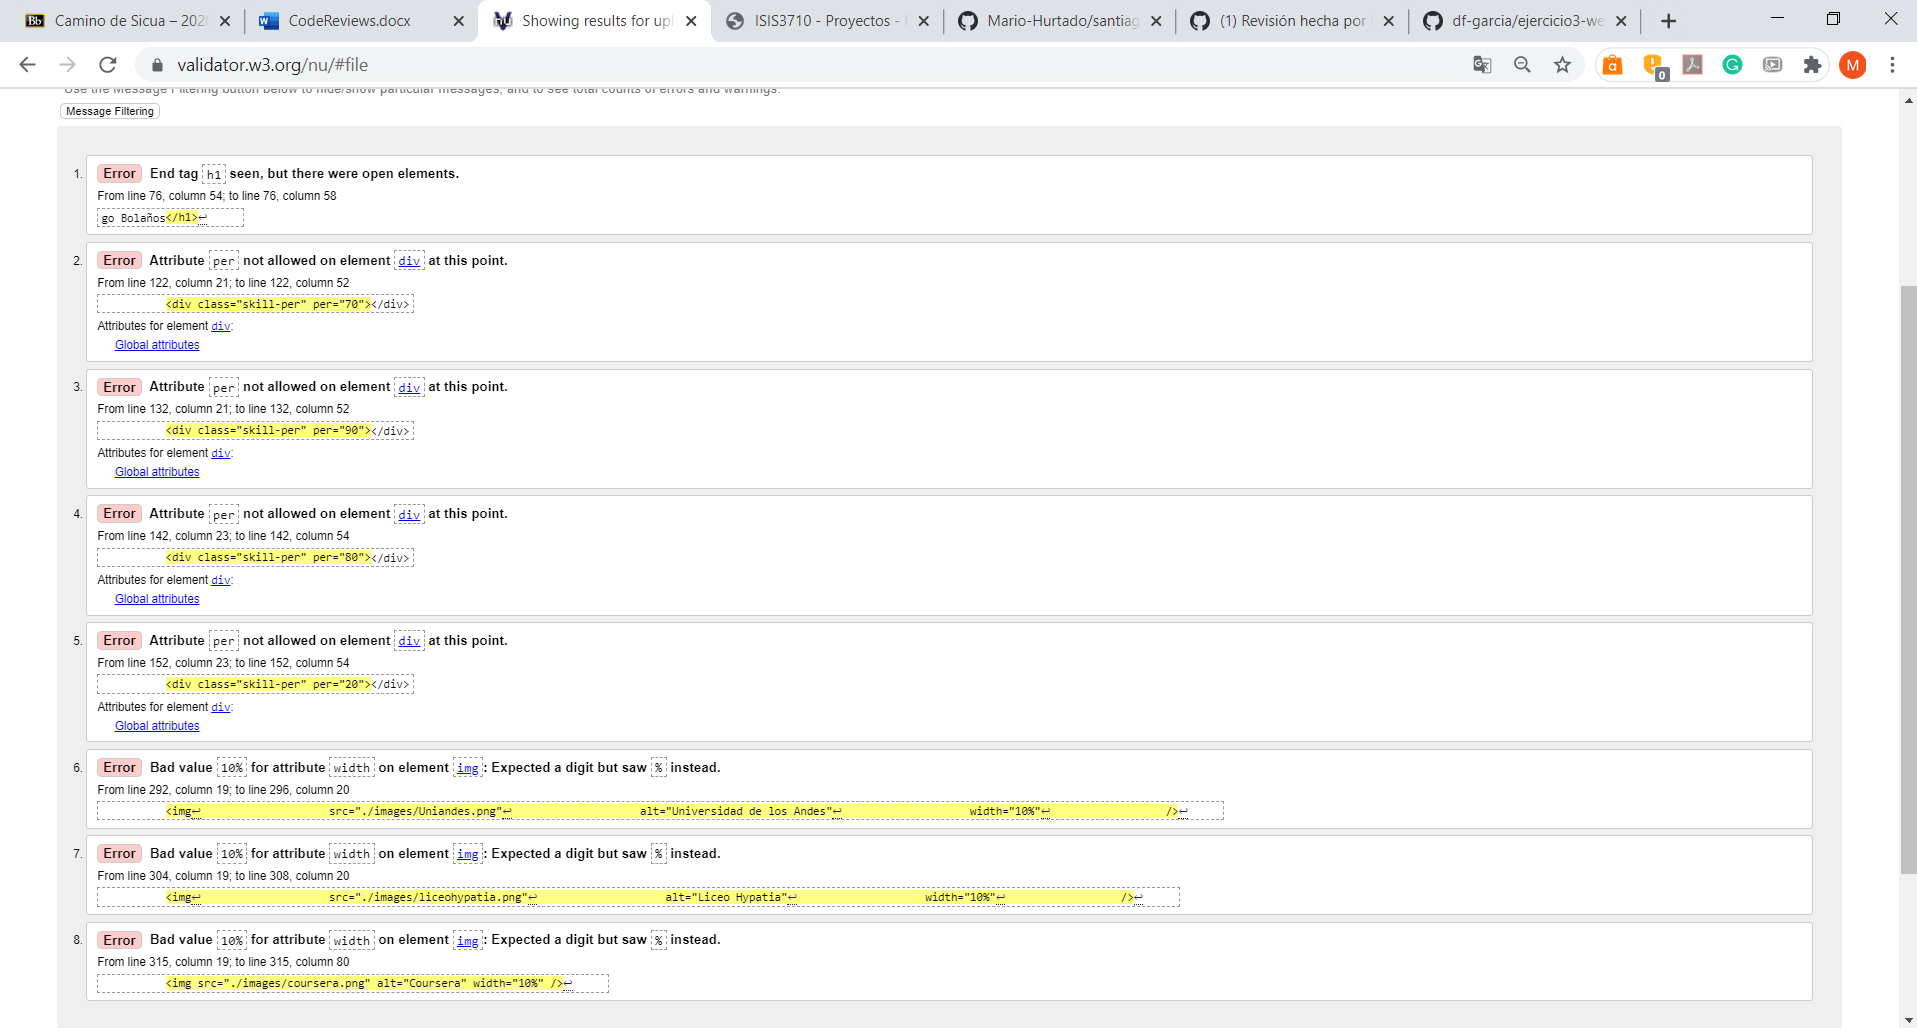 Camino de Sicua – 202
CodeReviews.docx
Showing results for upl
ISIS3710 - Proyectos -
Mario-Hurtado/santiag
(1) Revisión hecha por
df-garcia/ejercicio3-we
validator.w3.org/nu/#file
Use the Message Filtering button below to hide/show particular messages, and to see total counts of errors and warnings.
Message Filtering
1. Error End tag h1 seen, but there were open elements.
From line 76, column 54; to line 76, column 58
go Bolaños</h1>↩
2. Error Attribute per not allowed on element div at this point.
From line 122, column 21; to line 122, column 52
<div class="skill-per" per="70"></div>
Attributes for element div:
Global attributes
3. Error Attribute per not allowed on element div at this point.
From line 132, column 21; to line 132, column 52
<div class="skill-per" per="90"></div>
Attributes for element div:
Global attributes
4. Error Attribute per not allowed on element div at this point.
From line 142, column 23; to line 142, column 54
<div class="skill-per" per="80"></div>
Attributes for element div:
Global attributes
5. Error Attribute per not allowed on element div at this point.
From line 152, column 23; to line 152, column 54
<div class="skill-per" per="20"></div>
Attributes for element div:
Global attributes
6. Error Bad value 10% for attribute width on element img: Expected a digit but saw % instead.
From line 292, column 19; to line 296, column 20
<img↩ src="./images/Uniandes.png"↩ alt="Universidad de los Andes"↩ width="10%"↩ />↩
7. Error Bad value 10% for attribute width on element img: Expected a digit but saw % instead.
From line 304, column 19; to line 308, column 20
<img↩ src="./images/liceohypatia.png"↩ alt="Liceo Hypatia"↩ width="10%"↩ />↩
8. Error Bad value 10% for attribute width on element img: Expected a digit but saw % instead.
From line 315, column 19; to line 315, column 80
<img src="./images/coursera.png" alt="Coursera" width="10%" />↩